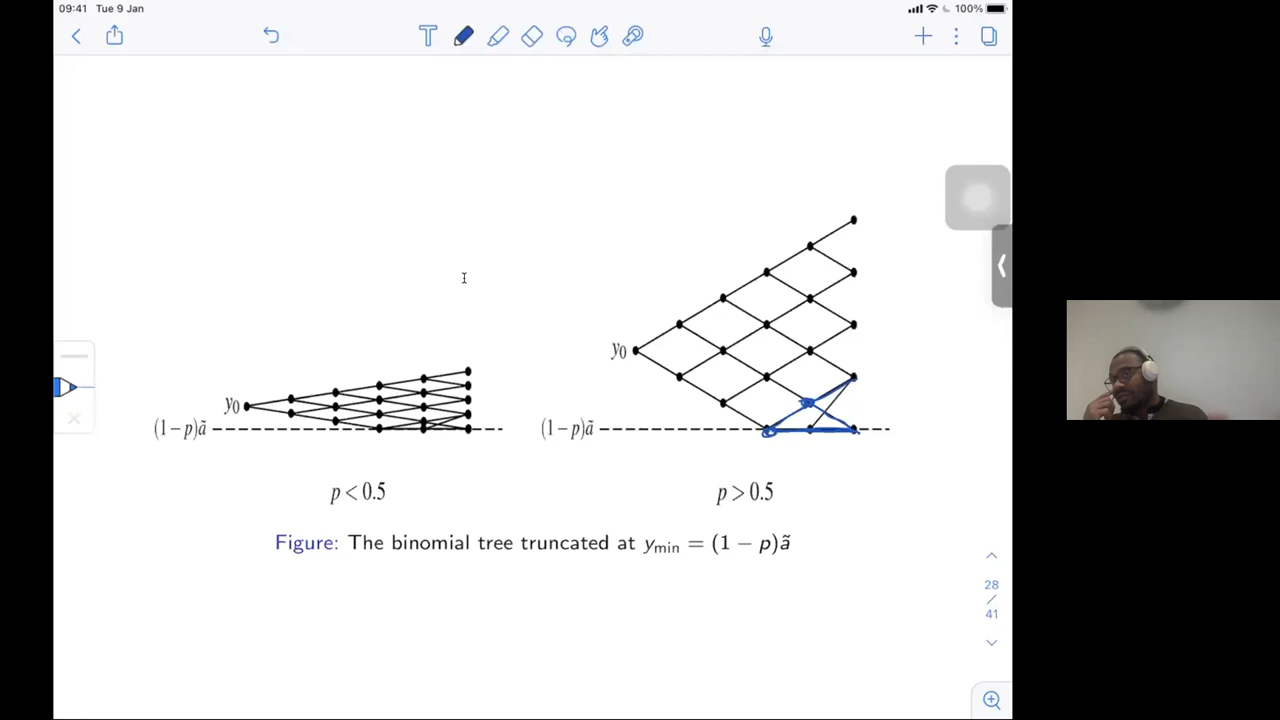 09:41 Tue 9 Jan
100%
T
y₀
(1−p)ã
p < 0.5
y₀
(1−p)ã
p > 0.5
Figure: The binomial tree truncated at yₘᵢₙ = (1 − p)ã
28
/
41